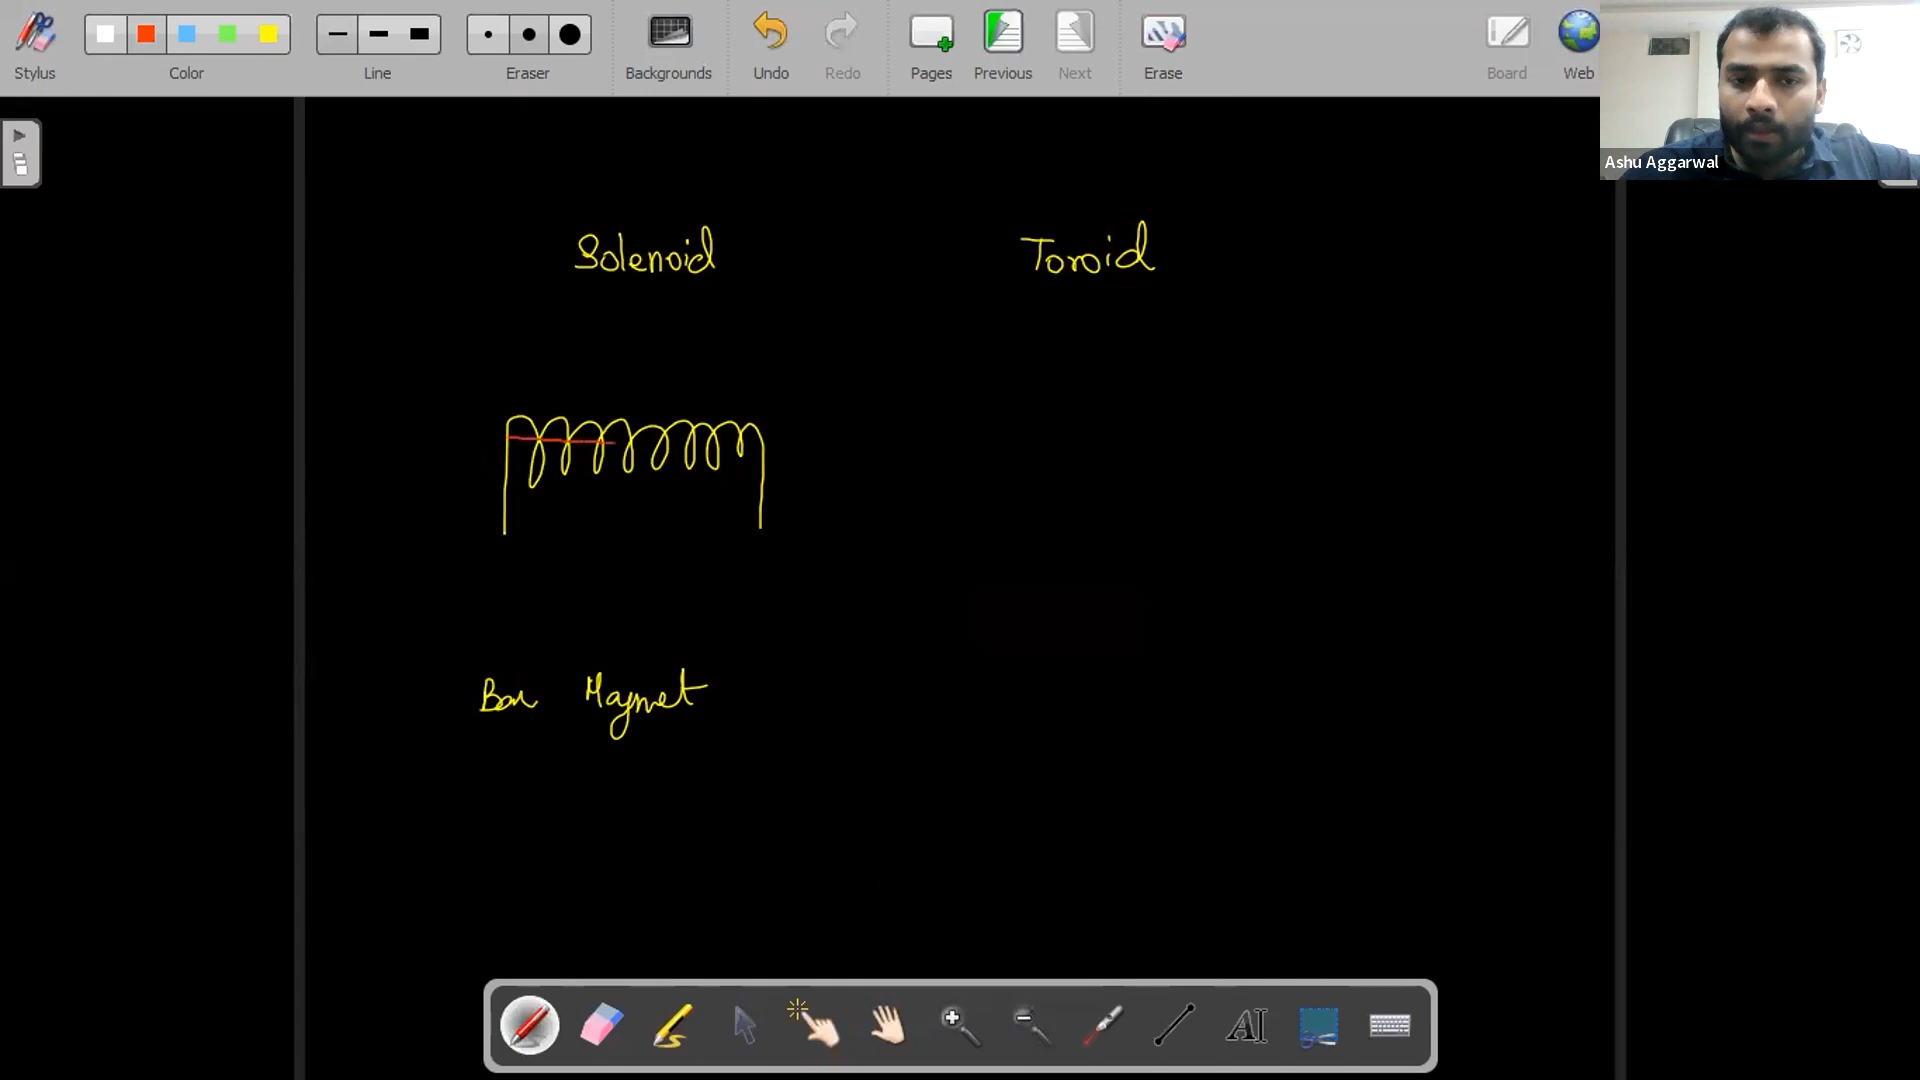 Stylus Color Line Eraser Backgrounds Undo Redo Pages Previous Next Erase Board Web
Ashu Aggarwal
Solenoid Toroid
Bar Magnet